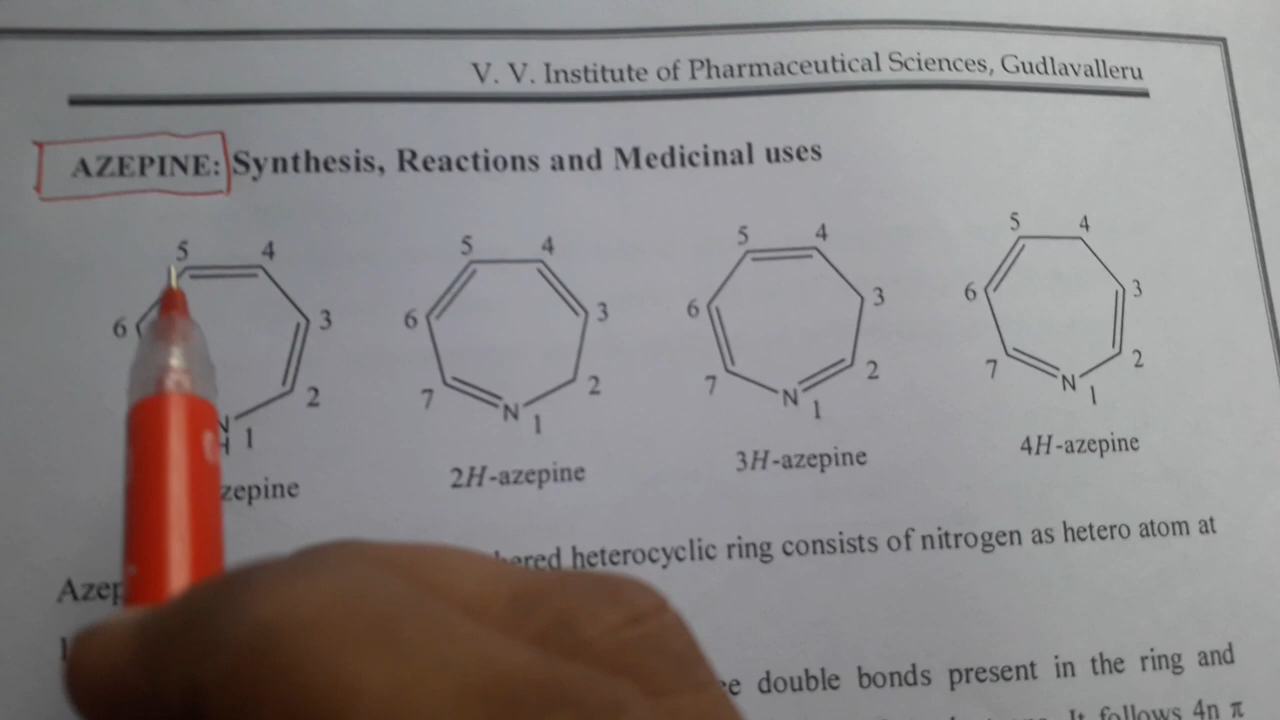 V. V. Institute of Pharmaceutical Sciences, Gudlavalleru
AZEPINE: Synthesis, Reactions and Medicinal uses
5 4 6 3 2 N H 1
5 4 6 3 7 2 N 1
5 4 6 3 7 2 N 1
5 4 6 3 7 2 N 1
zepine
2H-azepine
3H-azepine
4H-azepine
Azep ered heterocyclic ring consists of nitrogen as hetero atom at
double bonds present in the ring and
It follows 4n π